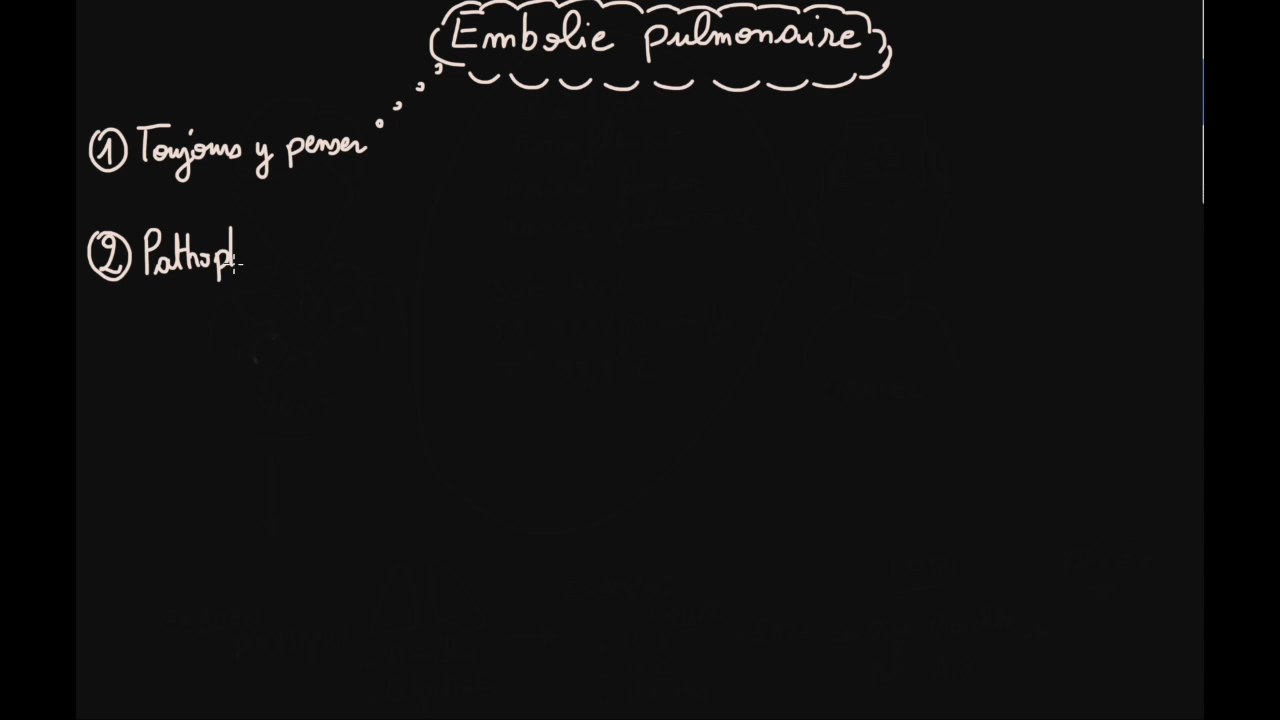 Embolie pulmonaire
① Toujours y penser
② Pathop